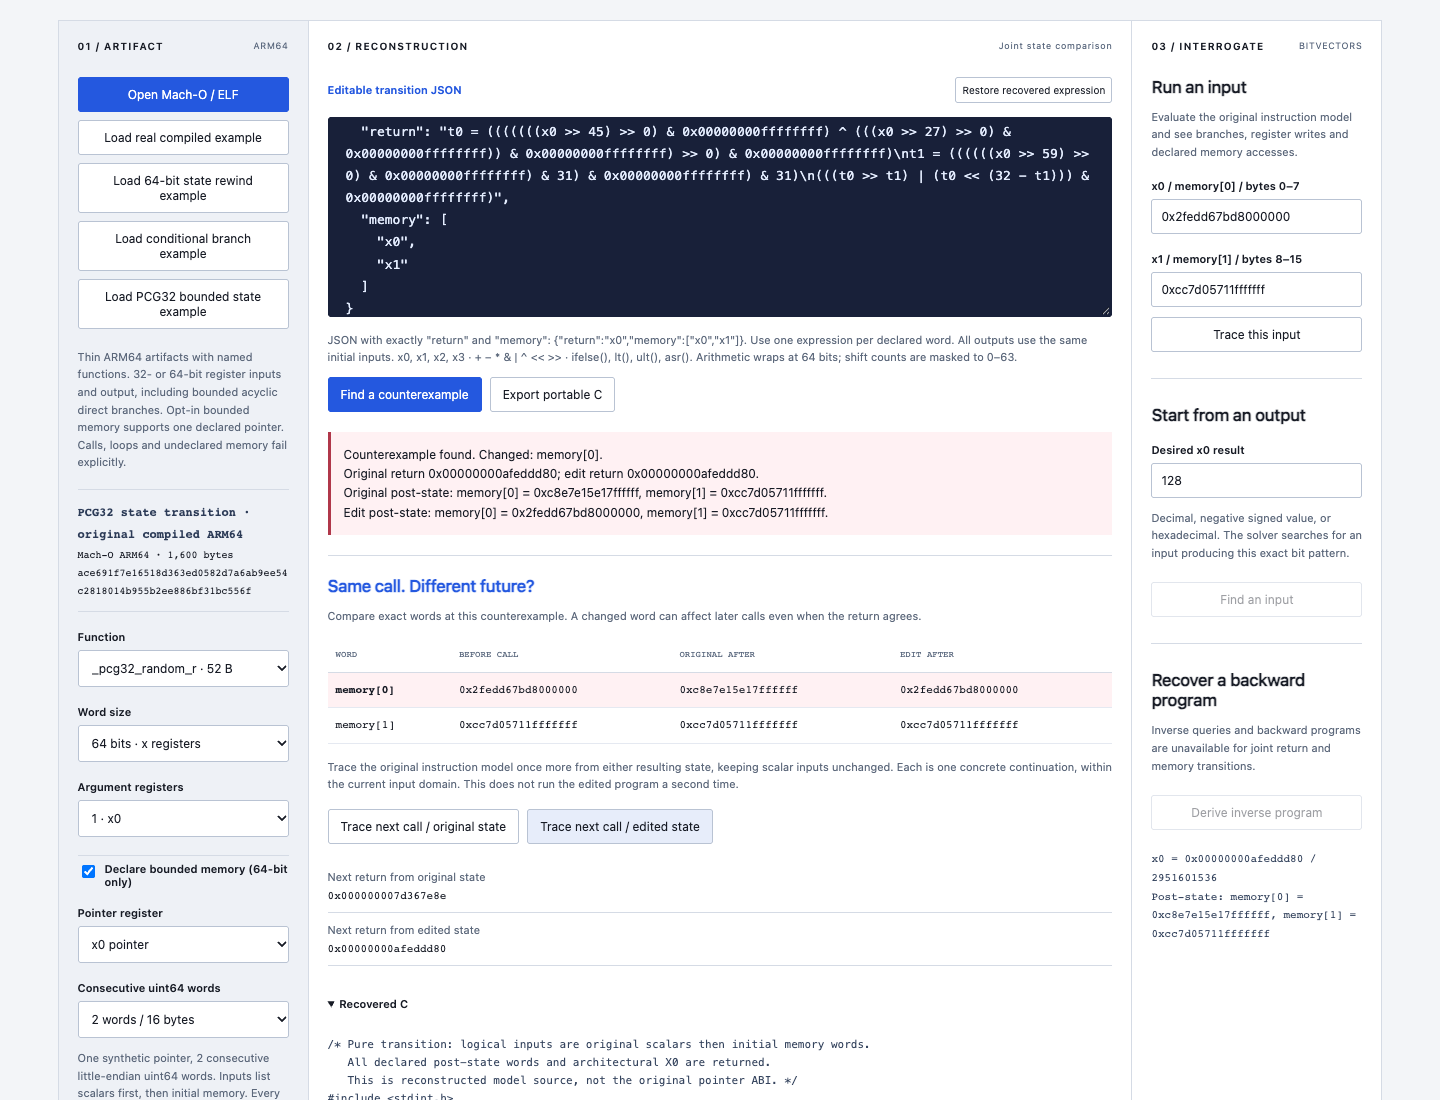 01 / ARTIFACT
ARM64
Open Mach-O / ELF
Load real compiled example
Load 64-bit state rewind
example
Load conditional branch
example
Load PCG32 bounded state
example
Thin ARM64 artifacts with named
functions. 32- or 64-bit register inputs
and output, including bounded acyclic
direct branches. Opt-in bounded
memory supports one declared pointer.
Calls, loops and undeclared memory fail
explicitly.
PCG32 state transition ·
original compiled ARM64
Mach-O ARM64 · 1,600 bytes
ace691f7e16518d363ed0582d7a6ab9ee54
c2818014b955b2ee886bf31bc556f
Function
_pcg32_random_r · 52 B
Word size
64 bits · x registers
Argument registers
1 · x0
Declare bounded memory (64-bit
only)
Pointer register
x0 pointer
Consecutive uint64 words
2 words / 16 bytes
One synthetic pointer, 2 consecutive
little-endian uint64 words. Inputs list
scalars first, then initial memory. Every
02 / RECONSTRUCTION
Joint state comparison
Editable transition JSON
Restore recovered expression
"return": "t0 = (((((((x0 >> 45) >> 0) & 0x00000000ffffffff) ^ (((x0 >> 27) >> 0) &
0x00000000ffffffff)) & 0x00000000ffffffff) >> 0) & 0x00000000ffffffff)\nt1 = ((((((x0 >> 59) >>
0) & 0x00000000ffffffff) & 31) & 0x00000000ffffffff) & 31)\n(((t0 >> t1) | (t0 << (32 - t1))) &
0x00000000ffffffff)",
"memory": [
"x0",
"x1"
]
}
JSON with exactly "return" and "memory": {"return":"x0","memory":["x0","x1"]}. Use one expression per declared word. All outputs use the same
initial inputs. x0, x1, x2, x3 · + − * & | ^ << >> · ifelse(), lt(), ult(), asr(). Arithmetic wraps at 64 bits; shift counts are masked to 0–63.
Find a counterexample
Export portable C
Counterexample found. Changed: memory[0].
Original return 0x00000000afeddd80; edit return 0x00000000afeddd80.
Original post-state: memory[0] = 0xc8e7e15e17ffffff, memory[1] = 0xcc7d05711fffffff.
Edit post-state: memory[0] = 0x2fedd67bd8000000, memory[1] = 0xcc7d05711fffffff.
Same call. Different future?
Compare exact words at this counterexample. A changed word can affect later calls even when the return agrees.
WORD BEFORE CALL ORIGINAL AFTER EDIT AFTER
memory[0] 0x2fedd67bd8000000 0xc8e7e15e17ffffff 0x2fedd67bd8000000
memory[1] 0xcc7d05711fffffff 0xcc7d05711fffffff 0xcc7d05711fffffff
Trace the original instruction model once more from either resulting state, keeping scalar inputs unchanged. Each is one concrete continuation, within
the current input domain. This does not run the edited program a second time.
Trace next call / original state
Trace next call / edited state
Next return from original state
0x000000007d367e8e
Next return from edited state
0x00000000afeddd80
▼ Recovered C
/* Pure transition: logical inputs are original scalars then initial memory words.
All declared post-state words and architectural X0 are returned.
This is reconstructed model source, not the original pointer ABI. */
#include <stdint.h>
03 / INTERROGATE
BITVECTORS
Run an input
Evaluate the original instruction model
and see branches, register writes and
declared memory accesses.
x0 / memory[0] / bytes 0–7
0x2fedd67bd8000000
x1 / memory[1] / bytes 8–15
0xcc7d05711fffffff
Trace this input
Start from an output
Desired x0 result
128
Decimal, negative signed value, or
hexadecimal. The solver searches for an
input producing this exact bit pattern.
Find an input
Recover a backward
program
Inverse queries and backward programs
are unavailable for joint return and
memory transitions.
Derive inverse program
x0 = 0x00000000afeddd80 /
2951601536
Post-state: memory[0] =
0xc8e7e15e17ffffff, memory[1] =
0xcc7d05711fffffff